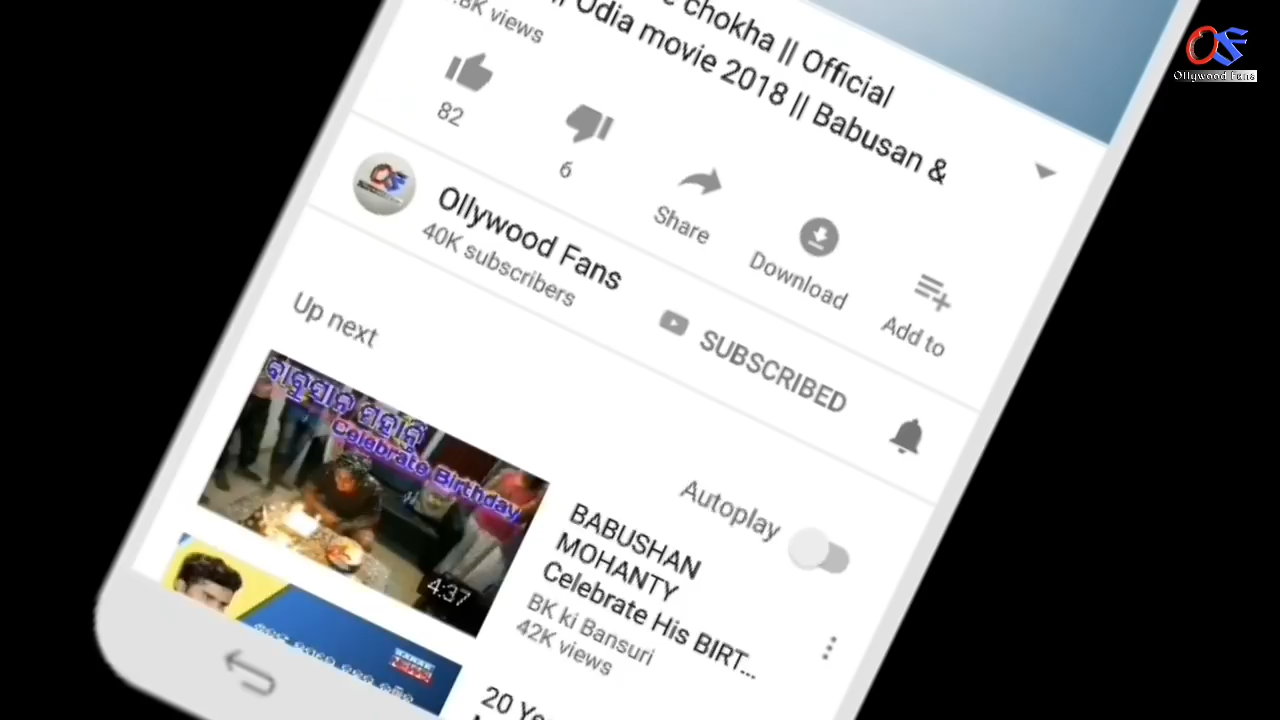 chokha || Official
Odia movie 2018 || Babusan &
.8K views
82
6
Share
Download
Add to
Ollywood Fans
40K subscribers
SUBSCRIBED
Up next
Autoplay
ବାବୁସାନ ମହାନ୍ତି
Celebrate Birthday
4:37
BABUSHAN
MOHANTY
Celebrate His BIRT...
BK ki Bansuri
42K views
OF
Ollywood Fans